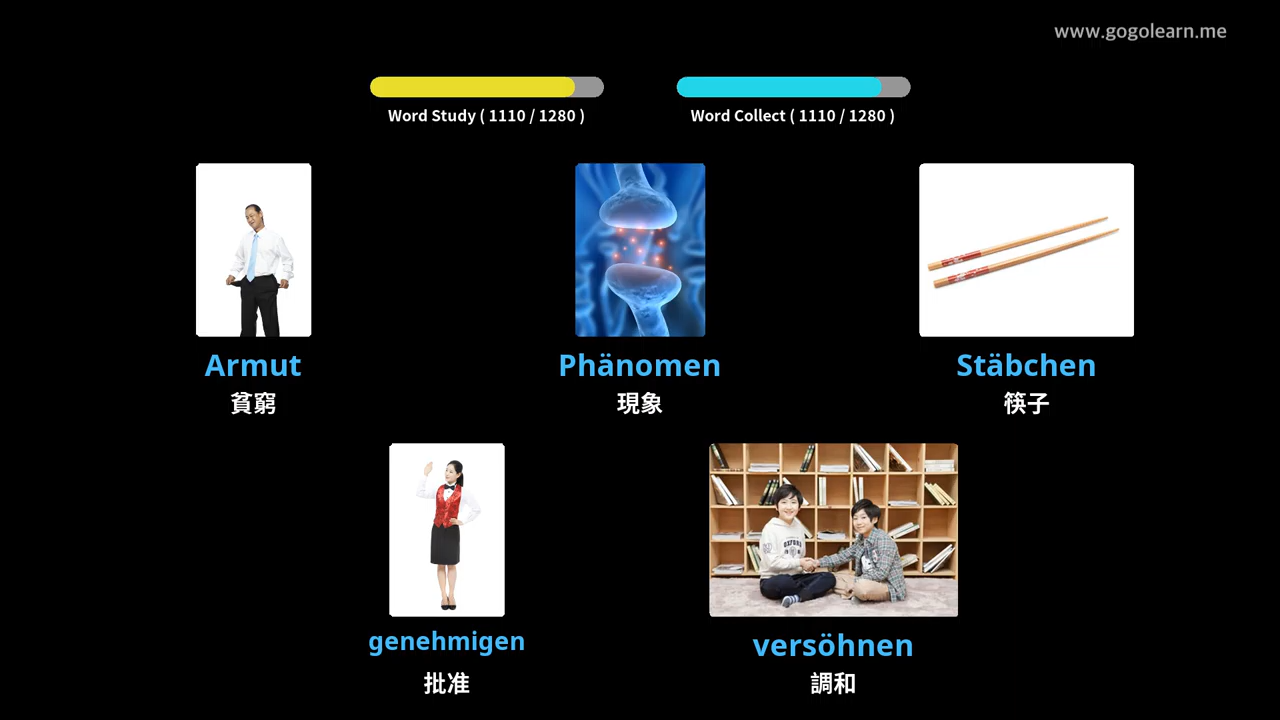 www.gogolearn.me
Word Study ( 1110 / 1280 )
Word Collect ( 1110 / 1280 )
Armut
貧窮
Phänomen
現象
Stäbchen
筷子
OXFORD
genehmigen
批准
versöhnen
調和